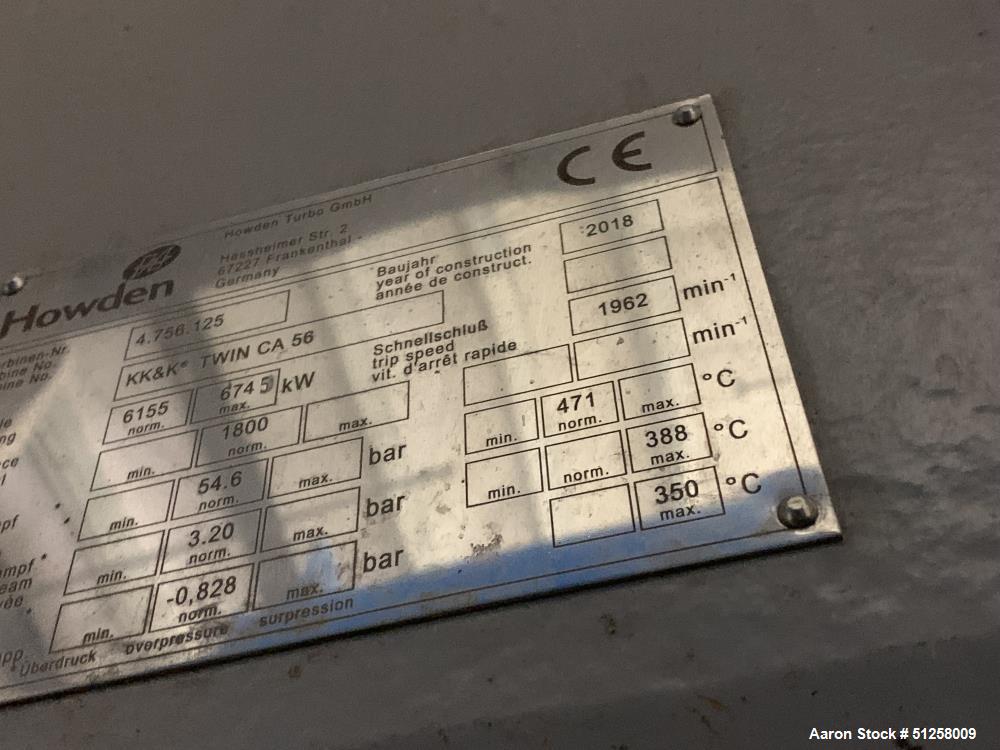 CE
Howden Turbo GmbH
Hessheimer Str. 2
67227 Frankenthal -
Germany
Howden
4.756.125
Baujahr
year of construction
année de construct.
2018
KK&K® TWIN CA 56
Schnellschluß
trip speed
vit. d'arrêt rapide
1962 min-1
min-1
6155 norm. 6745 max. kW
min. 1800 norm. max.
min. 471 norm. max. °C
min. 54.6 norm. max. bar
min. norm. 388 max. °C
min. 3.20 norm. max. bar
350 max. °C
min. -0,828 norm. max. bar
*Überdruck overpressure surpression
Aaron Stock # 51258009